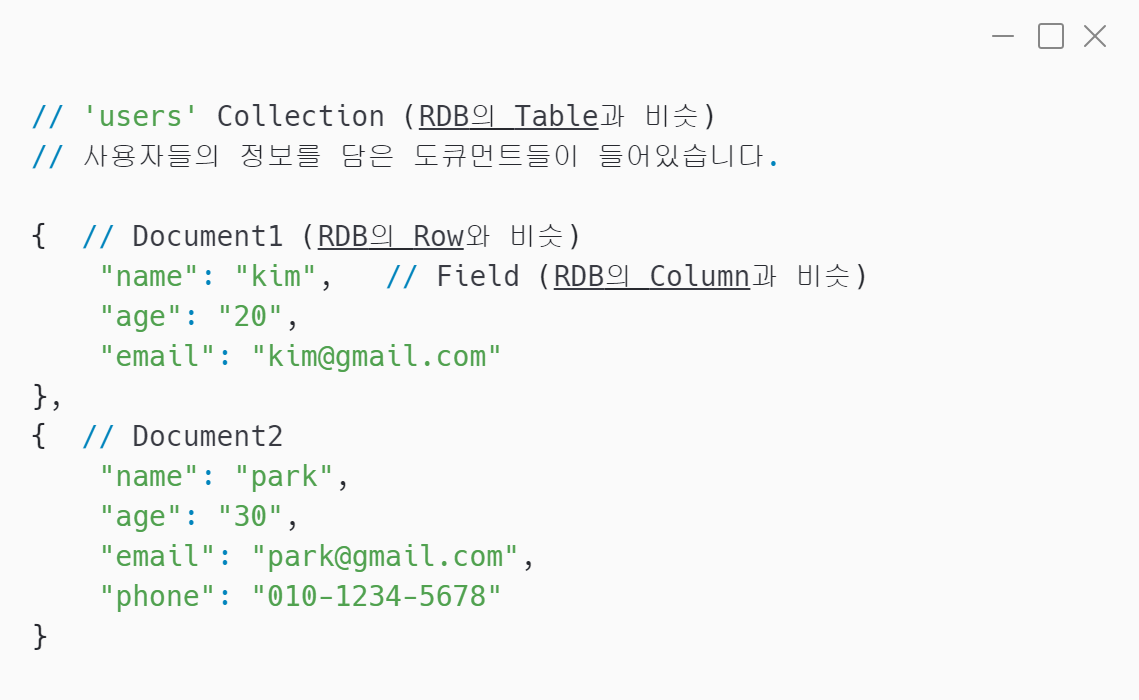 // 'users' Collection (RDB의 Table과 비슷)
// 사용자들의 정보를 담은 도큐먼트들이 들어있습니다.
{  // Document1 (RDB의 Row와 비슷)
    "name": "kim",   // Field (RDB의 Column과 비슷)
    "age": "20",
    "email": "kim@gmail.com"
},
{  // Document2
    "name": "park",
    "age": "30",
    "email": "park@gmail.com",
    "phone": "010-1234-5678"
}